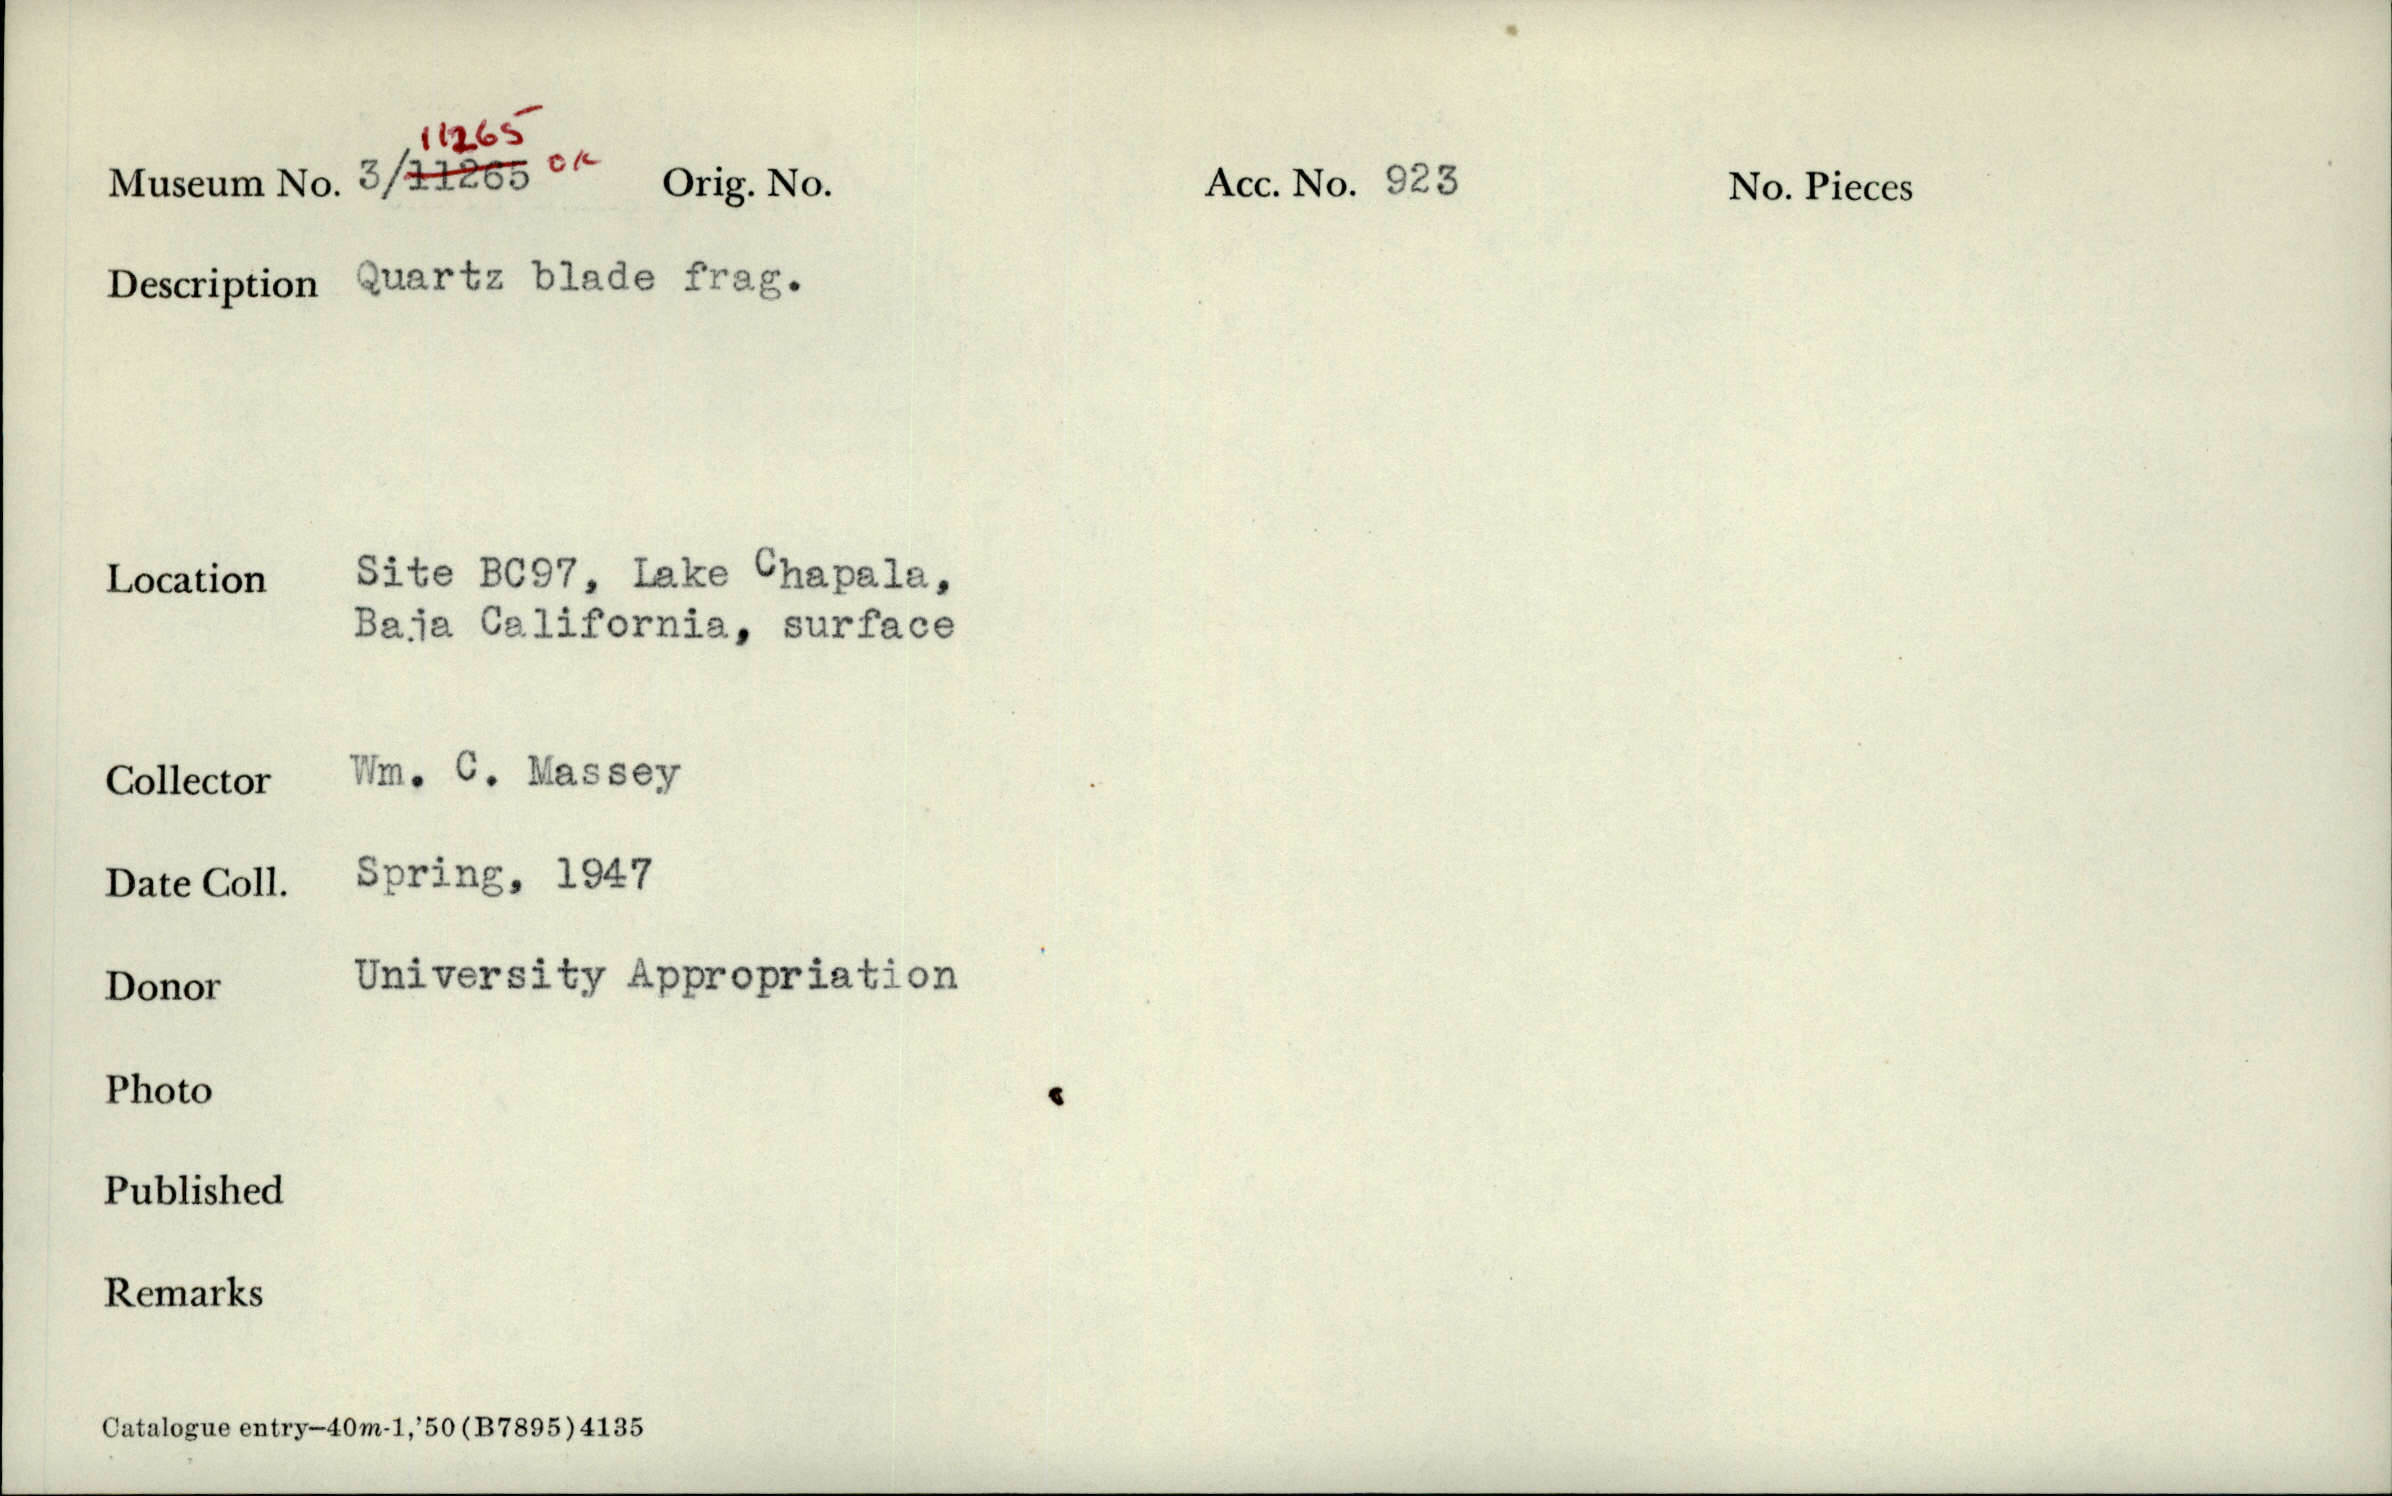 11265
Museum No. 3/11265 OK Orig. No. Acc. No. 923 No. Pieces
Description Quartz blade frag.
Location Site BC97, Lake Chapala,
Baja California, surface
Collector Wm. C. Massey
Date Coll. Spring, 1947
Donor University Appropriation
Photo
Published
Remarks
Catalogue entry—40m-1,'50(B7895)4135